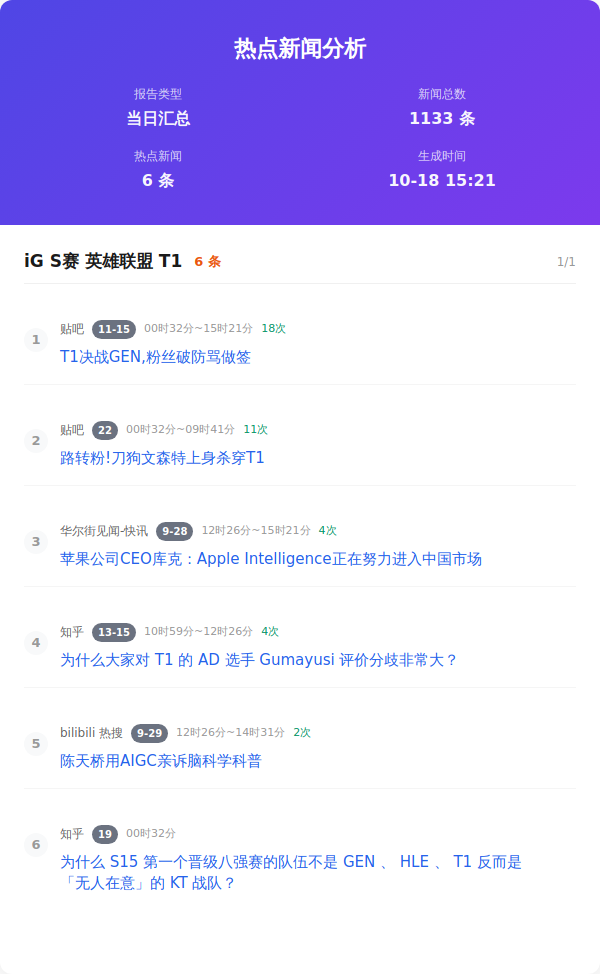 热点新闻分析
报告类型
新闻总数
当日汇总
1133 条
热点新闻
生成时间
6 条
10-18 15:21
iG S赛 英雄联盟 T1 6 条 1/1
1
贴吧 11-15 00时32分~15时21分 18次
T1决战GEN,粉丝破防骂做签
2
贴吧 22 00时32分~09时41分 11次
路转粉!刀狗文森特上身杀穿T1
3
华尔街见闻-快讯 9-28 12时26分~15时21分 4次
苹果公司CEO库克：Apple Intelligence正在努力进入中国市场
4
知乎 13-15 10时59分~12时26分 4次
为什么大家对 T1 的 AD 选手 Gumayusi 评价分歧非常大？
5
bilibili 热搜 9-29 12时26分~14时31分 2次
陈天桥用AIGC亲诉脑科学科普
6
知乎 19 00时32分
为什么 S15 第一个晋级八强赛的队伍不是 GEN 、 HLE 、 T1 反而是
「无人在意」的 KT 战队？